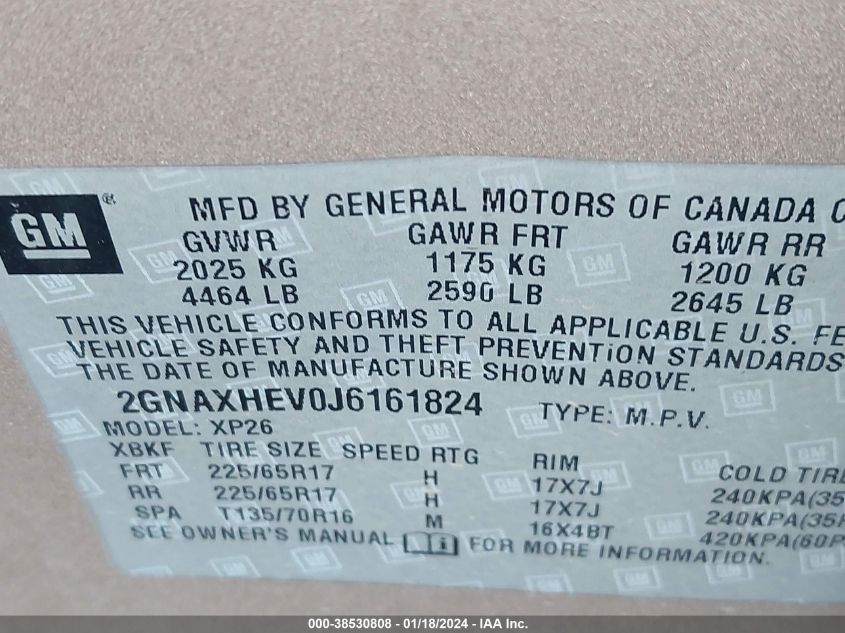 GM ®
MFD BY GENERAL MOTORS OF CANADA
GVWR GAWR FRT GAWR RR
2025 KG 1175 KG 1200 KG
4464 LB 2590 LB 2645 LB
THIS VEHICLE CONFORMS TO ALL APPLICABLE U.S. FE
VEHICLE SAFETY AND THEFT PREVENTiON STANDARDS
THE DATE OF MANUFACTURE SHOWN ABOVE.
2GNAXHEV0J6161824 TYPE: M.P.V.
MODEL: XP26
XBKF TIRE SIZE SPEED RTG RIM COLD TIRE
FRT 225/65R17 H 17X7J 240KPA(35
RR 225/65R17 H 17X7J 240KPA(35
SPA T135/70R16 M 16X4BT 420KPA(60P
SEE OWNER'S MANUAL FOR MORE INFORMATION.
000-38530808 - 01/18/2024 - IAA Inc.